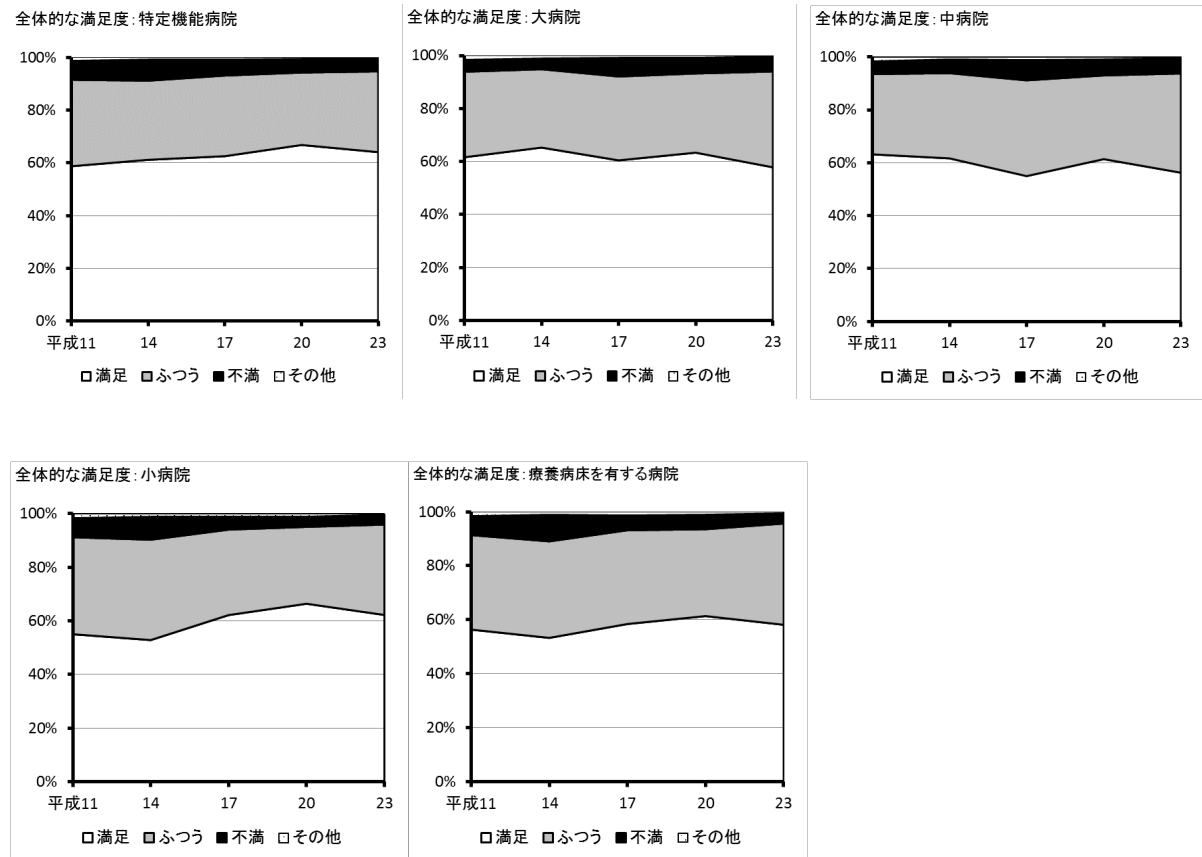 全体的な満足度：特定機能病院
100%
80%
60%
40%
20%
0%
平成11 14 17 20 23
満足 ふつう 不満 その他
全体的な満足度：大病院
100%
80%
60%
40%
20%
0%
平成11 14 17 20 23
満足 ふつう 不満 その他
全体的な満足度：中病院
100%
80%
60%
40%
20%
0%
平成11 14 17 20 23
満足 ふつう 不満 その他
全体的な満足度：小病院
100%
80%
60%
40%
20%
0%
平成11 14 17 20 23
満足 ふつう 不満 その他
全体的な満足度：療養病床を有する病院
100%
80%
60%
40%
20%
0%
平成11 14 17 20 23
満足 ふつう 不満 その他